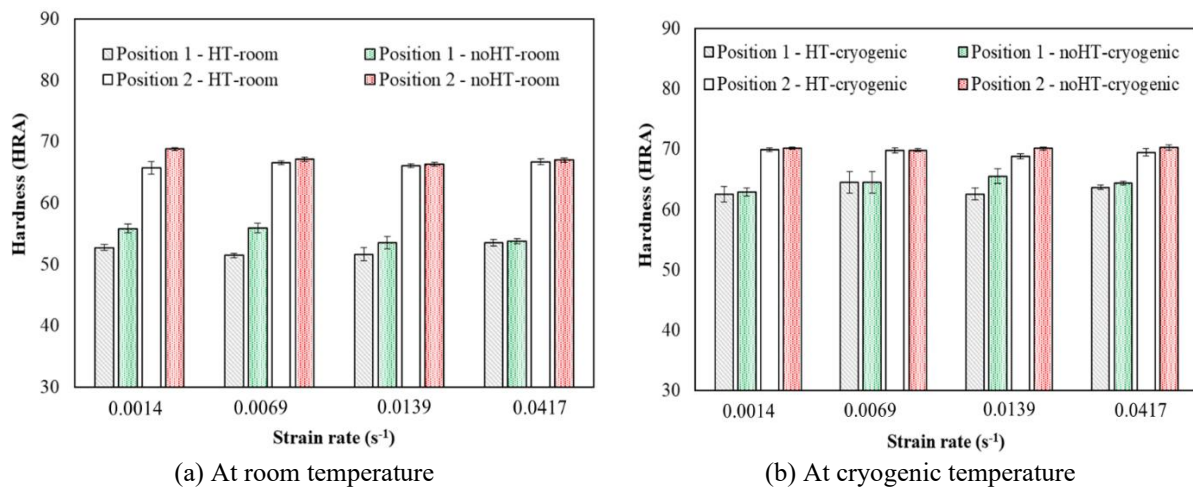 90
80
70
60
50
40
30
Hardness (HRA)
Position 1 - HT-room
Position 1 - noHT-room
Position 2 - HT-room
Position 2 - noHT-room
0.0014 0.0069 0.0139 0.0417
Strain rate (s⁻¹)
(a) At room temperature
90
80
70
60
50
40
30
Hardness (HRA)
Position 1 - HT-cryogenic
Position 1 - noHT-cryogenic
Position 2 - HT-cryogenic
Position 2 - noHT-cryogenic
0.0014 0.0069 0.0139 0.0417
Strain rate (s⁻¹)
(b) At cryogenic temperature